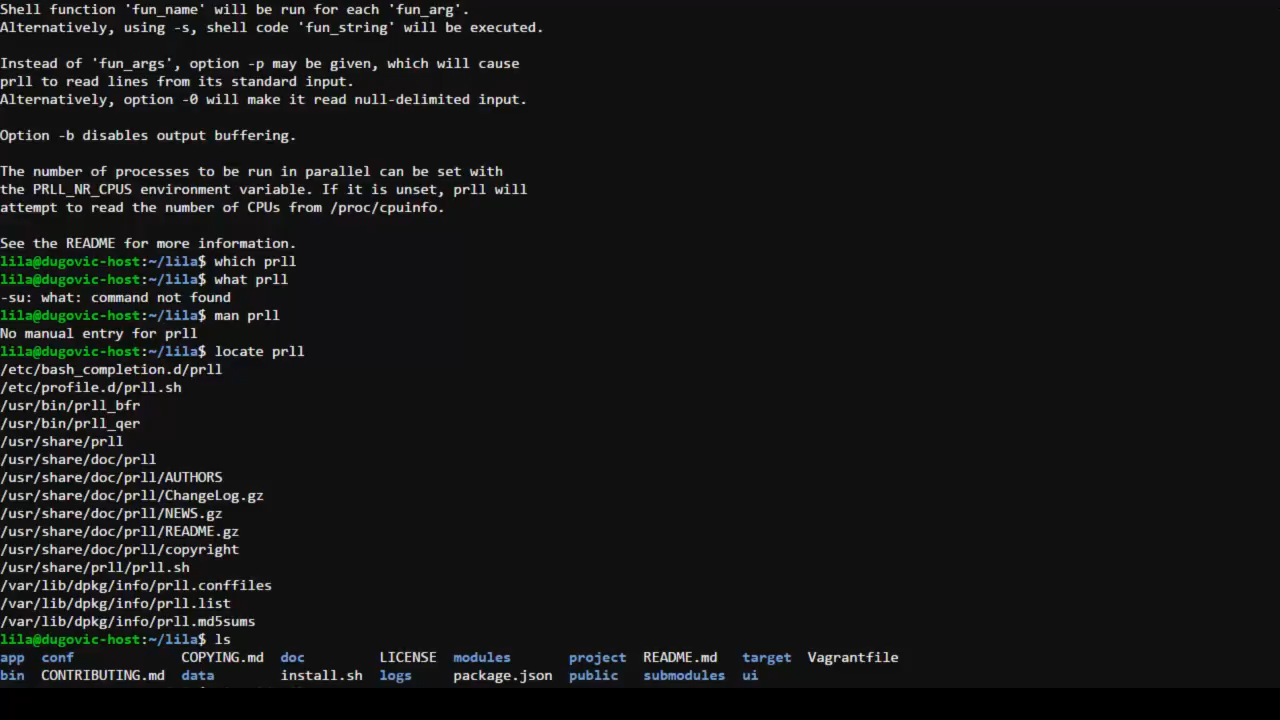 Shell function 'fun_name' will be run for each 'fun_arg'.
Alternatively, using -s, shell code 'fun_string' will be executed.
Instead of 'fun_args', option -p may be given, which will cause
prll to read lines from its standard input.
Alternatively, option -0 will make it read null-delimited input.
Option -b disables output buffering.
The number of processes to be run in parallel can be set with
the PRLL_NR_CPUS environment variable. If it is unset, prll will
attempt to read the number of CPUs from /proc/cpuinfo.
See the README for more information.
lila@dugovic-host:~/lila$ which prll
lila@dugovic-host:~/lila$ what prll
-su: what: command not found
lila@dugovic-host:~/lila$ man prll
No manual entry for prll
lila@dugovic-host:~/lila$ locate prll
/etc/bash_completion.d/prll
/etc/profile.d/prll.sh
/usr/bin/prll_bfr
/usr/bin/prll_qer
/usr/share/prll
/usr/share/doc/prll
/usr/share/doc/prll/AUTHORS
/usr/share/doc/prll/ChangeLog.gz
/usr/share/doc/prll/NEWS.gz
/usr/share/doc/prll/README.gz
/usr/share/doc/prll/copyright
/usr/share/prll/prll.sh
/var/lib/dpkg/info/prll.conffiles
/var/lib/dpkg/info/prll.list
/var/lib/dpkg/info/prll.md5sums
lila@dugovic-host:~/lila$ ls
app conf COPYING.md doc LICENSE modules project README.md target Vagrantfile
bin CONTRIBUTING.md data install.sh logs package.json public submodules ui